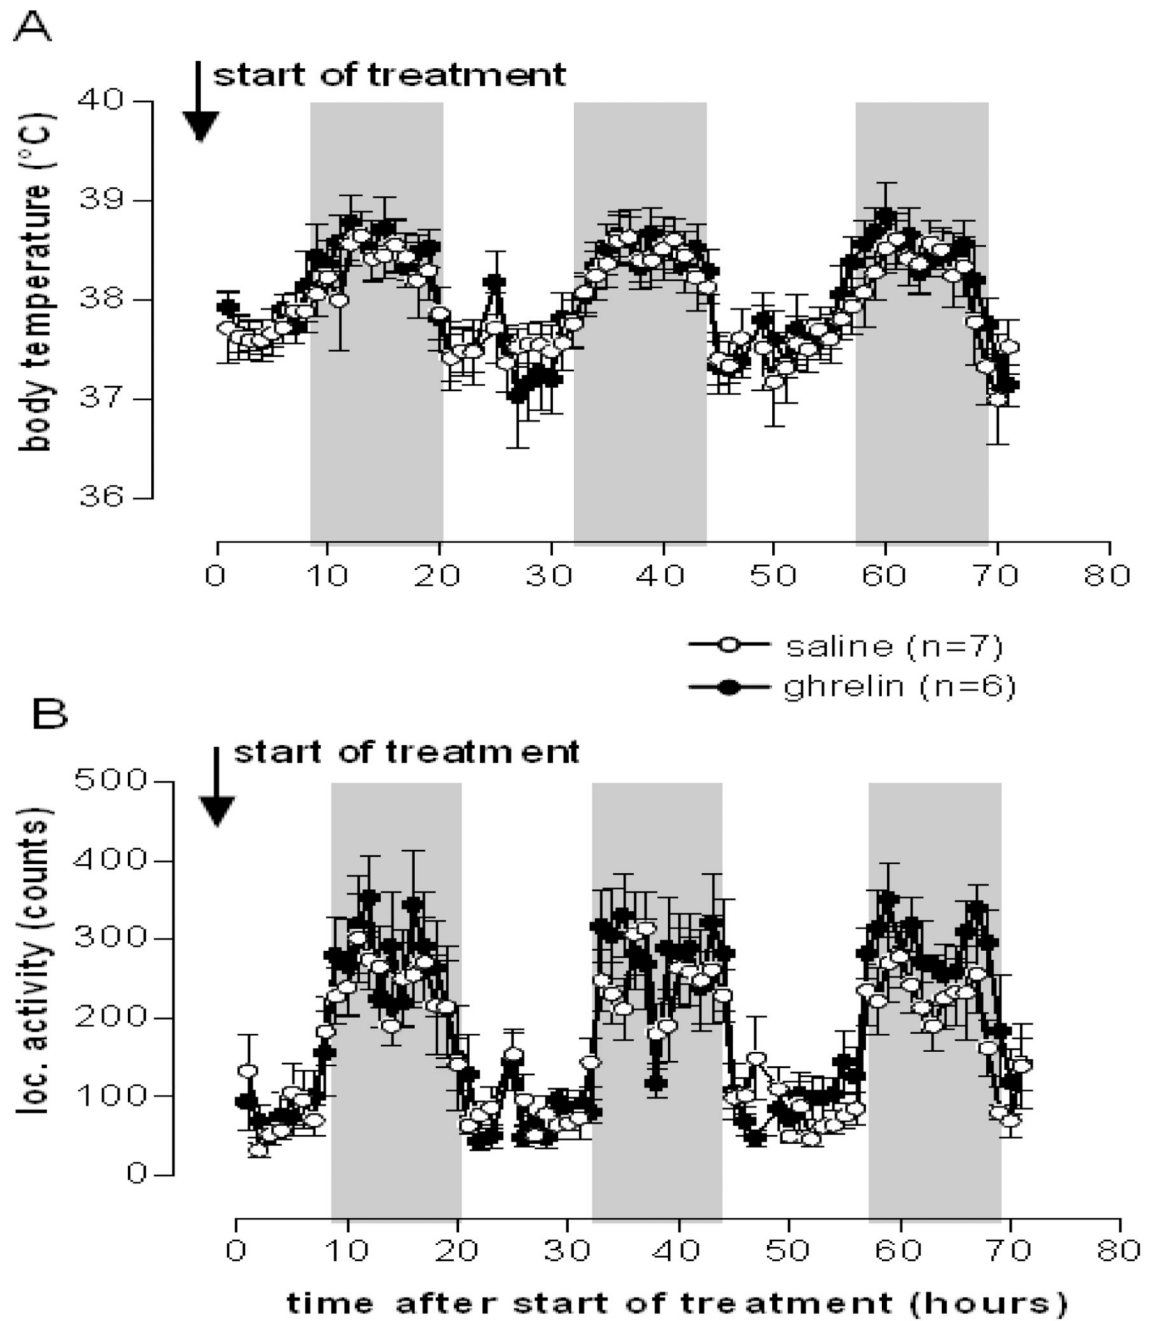 A
start of treatment
body temperature (°C)
40
39
38
37
36
0 10 20 30 40 50 60 70 80
saline (n=7)
ghrelin (n=6)
B
start of treatment
loc. activity (counts)
500
400
300
200
100
0
0 10 20 30 40 50 60 70 80
time after start of treatment (hours)